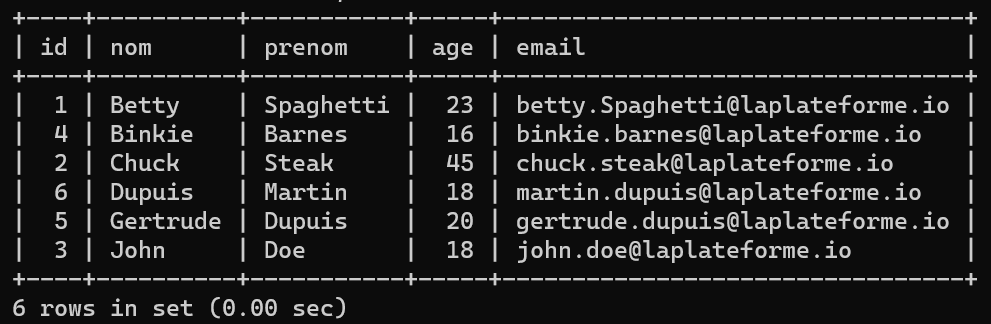 +----+----------+-----------+-----+---------------------------------+
| id | nom      | prenom    | age | email                           |
+----+----------+-----------+-----+---------------------------------+
|  1 | Betty    | Spaghetti |  23 | betty.Spaghetti@laplateforme.io |
|  4 | Binkie   | Barnes    |  16 | binkie.barnes@laplateforme.io   |
|  2 | Chuck    | Steak     |  45 | chuck.steak@laplateforme.io     |
|  6 | Dupuis   | Martin    |  18 | martin.dupuis@laplateforme.io   |
|  5 | Gertrude | Dupuis    |  20 | gertrude.dupuis@laplateforme.io |
|  3 | John     | Doe       |  18 | john.doe@laplateforme.io        |
+----+----------+-----------+-----+---------------------------------+
6 rows in set (0.00 sec)